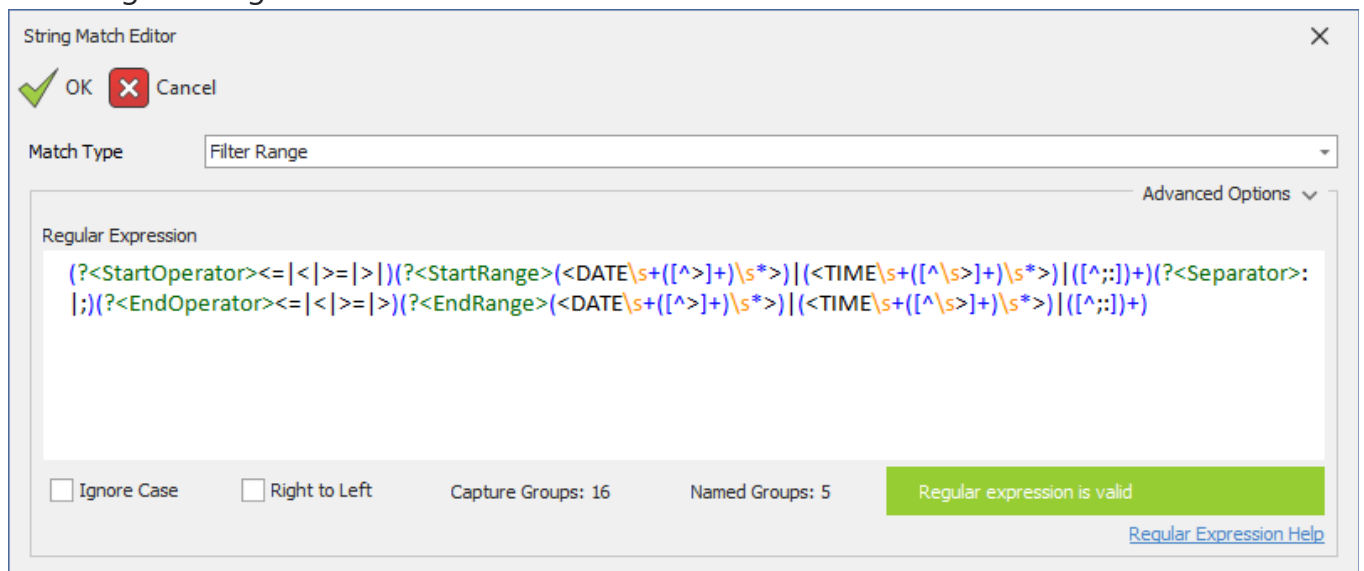 String Match Editor
OK Cancel
Match Type Filter Range
Advanced Options
Regular Expression
(?<StartOperator><=|<|>=|>|)(?<StartRange>(<DATE\s+([^>]+)\s*>)|(<TIME\s+([^\s>]+)\s*>)|([^;:])+)(?<Separator>:
|;)(?<EndOperator><=|<|>=|>)(?<EndRange>(<DATE\s+([^>]+)\s*>)|(<TIME\s+([^\s>]+)\s*>)|([^;:])+)
Ignore Case Right to Left Capture Groups: 16 Named Groups: 5 Regular expression is valid
Regular Expression Help